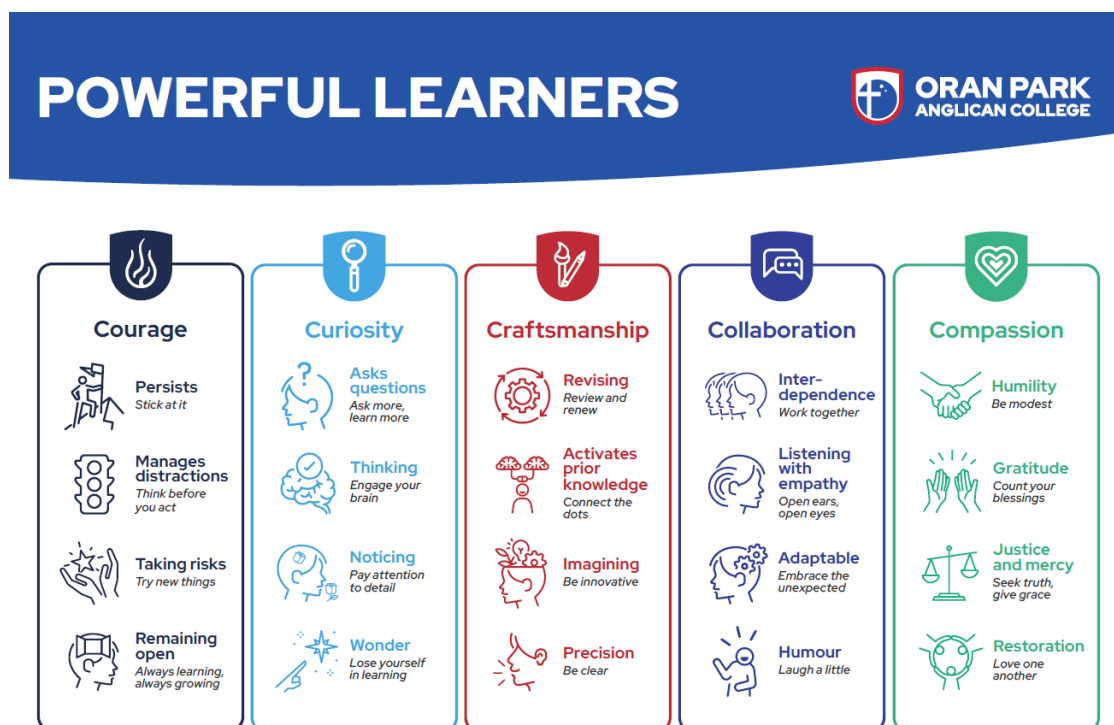 POWERFUL LEARNERS
ORAN PARK
ANGLICAN COLLEGE
Courage
Persists
Stick at it
Manages
distractions
Think before
you act
Taking risks
Try new things
Remaining
open
Always learning,
always growing
Curiosity
?
Asks
questions
Ask more,
learn more
Thinking
Engage your
brain
Noticing
Pay attention
to detail
Wonder
Lose yourself
in learning
Craftsmanship
Revising
Review and
renew
Activates
prior
knowledge
Connect the
dots
Imagining
Be innovative
Precision
Be clear
Collaboration
Inter-
dependence
Work together
Listening
with
empathy
Open ears,
open eyes
Adaptable
Embrace the
unexpected
Humour
Laugh a little
Compassion
Humility
Be modest
Gratitude
Count your
blessings
Justice
and mercy
Seek truth,
give grace
Restoration
Love one
another